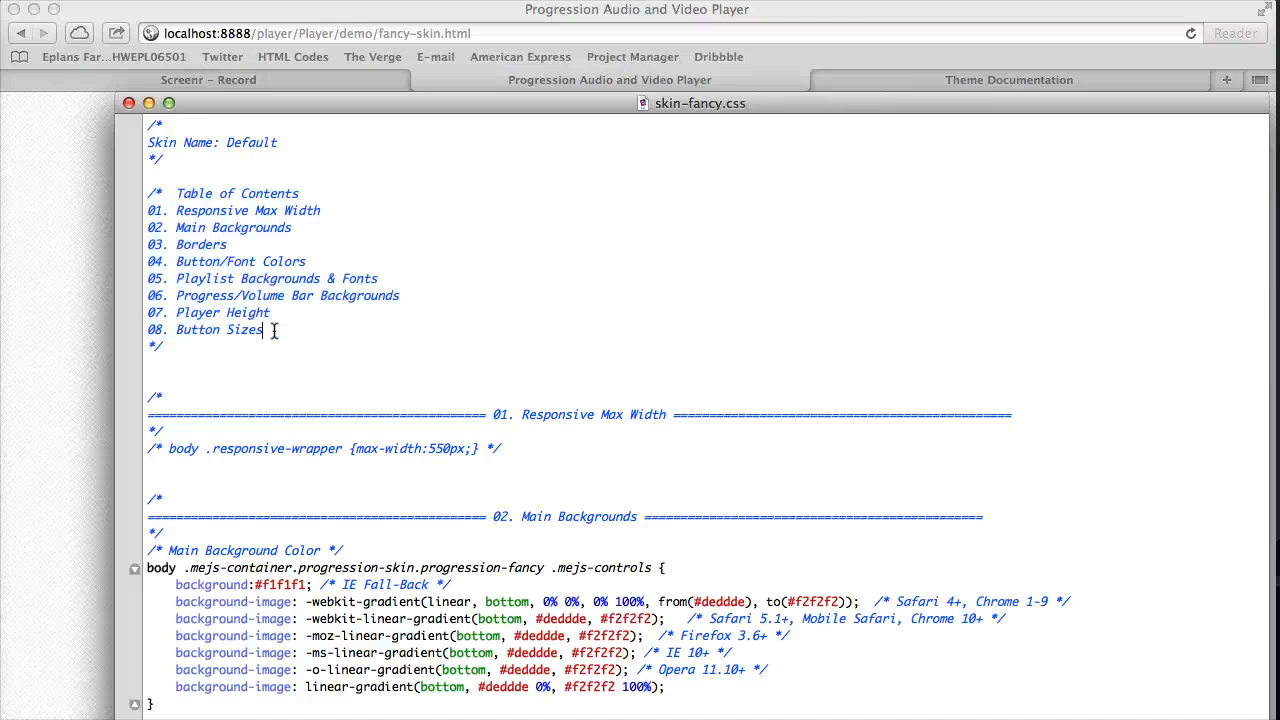 Progression Audio and Video Player
localhost:8888/player/Player/demo/fancy-skin.html
Reader
Eplans Far...HWEPL06501 Twitter HTML Codes The Verge E-mail American Express Project Manager Dribbble
Screenr - Record Progression Audio and Video Player Theme Documentation +
skin-fancy.css
/*
Skin Name: Default
*/
/* Table of Contents
01. Responsive Max Width
02. Main Backgrounds
03. Borders
04. Button/Font Colors
05. Playlist Backgrounds & Fonts
06. Progress/Volume Bar Backgrounds
07. Player Height
08. Button Sizes
*/
/*
=============================================== 01. Responsive Max Width ===============================================
*/
/* body .responsive-wrapper {max-width:550px;} */
/*
=============================================== 02. Main Backgrounds ===============================================
*/
/* Main Background Color */
body .mejs-container.progression-skin.progression-fancy .mejs-controls {
background:#f1f1f1; /* IE Fall-Back */
background-image: -webkit-gradient(linear, bottom, 0% 0%, 0% 100%, from(#deddde), to(#f2f2f2)); /* Safari 4+, Chrome 1-9 */
background-image: -webkit-linear-gradient(bottom, #deddde, #f2f2f2); /* Safari 5.1+, Mobile Safari, Chrome 10+ */
background-image: -moz-linear-gradient(bottom, #deddde, #f2f2f2); /* Firefox 3.6+ */
background-image: -ms-linear-gradient(bottom, #deddde, #f2f2f2); /* IE 10+ */
background-image: -o-linear-gradient(bottom, #deddde, #f2f2f2); /* Opera 11.10+ */
background-image: linear-gradient(bottom, #deddde 0%, #f2f2f2 100%);
}